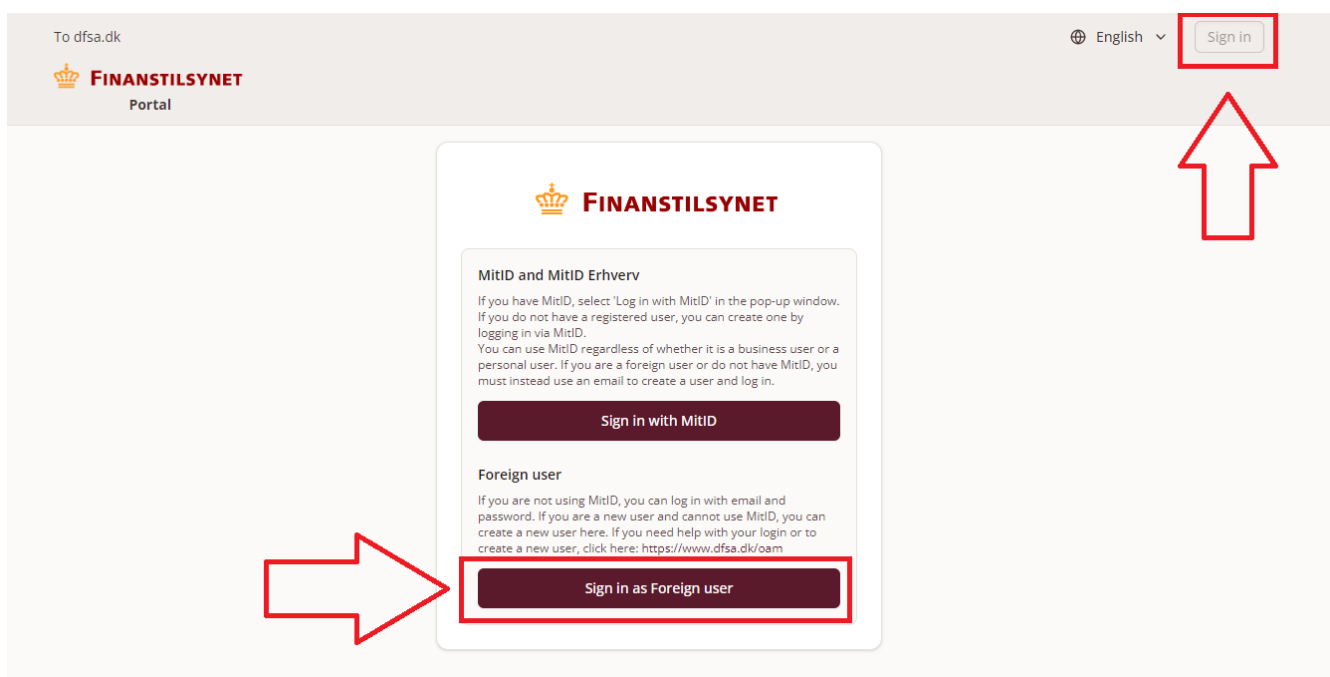 To dfsa.dk
English
Sign in
FINANSTILSYNET
Portal
FINANSTILSYNET
MitID and MitID Erhverv
If you have MitID, select 'Log in with MitID' in the pop-up window.
If you do not have a registered user, you can create one by
logging in via MitID.
You can use MitID regardless of whether it is a business user or a
personal user. If you are a foreign user or do not have MitID, you
must instead use an email to create a user and log in.
Sign in with MitID
Foreign user
If you are not using MitID, you can log in with email and
password. If you are a new user and cannot use MitID, you can
create a new user here. If you need help with your login or to
create a new user, click here: https://www.dfsa.dk/oam
Sign in as Foreign user